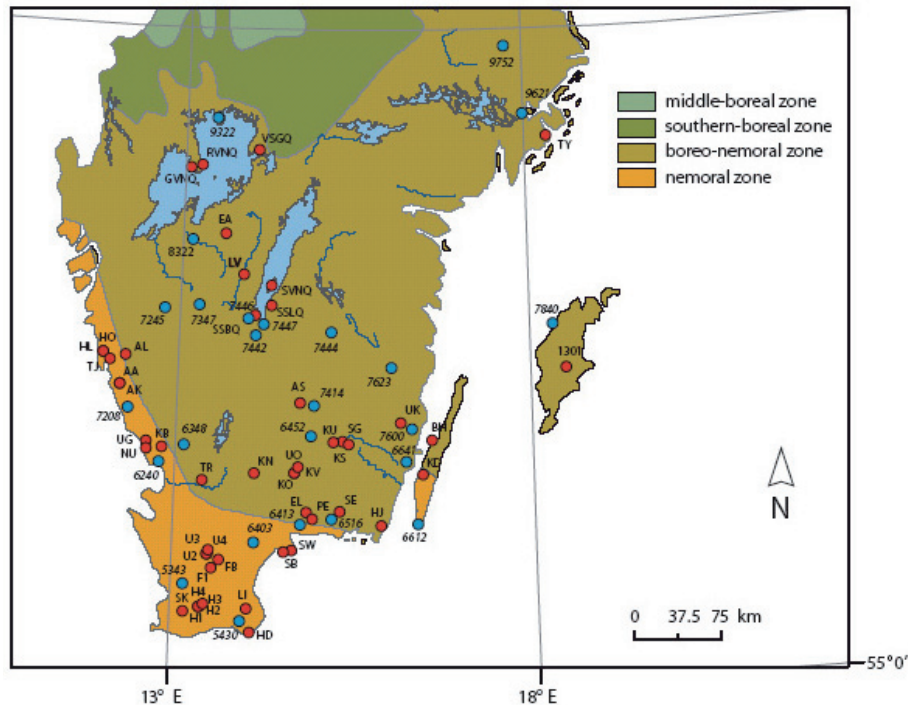 9752
9621
middle-boreal zone
southern-boreal zone
boreo-nemoral zone
nemoral zone
TY
9322
VSGQ
RVNQ
GVNQ
EA
8322
LV
SVNQ
7446
SSLQ
7245
7347
SSBQ
7447
7442
7444
7840
1301
HO
HL
AL
TJ
AA
AK
7623
7208
AS
7414
UK
6452
KU
SG
7600
BH
UG
KB
6348
NU
KS
6641
6240
TR
KN
UO
KV
KO
KL
EL
PE
SE
6413
6516
HJ
6612
6403
SW
SB
U3
U4
U2
FB
F1
5343
H4
SK
H3
H1
H2
LI
5430
HD
N
0 37.5 75 km
55°0'
13° E
18° E